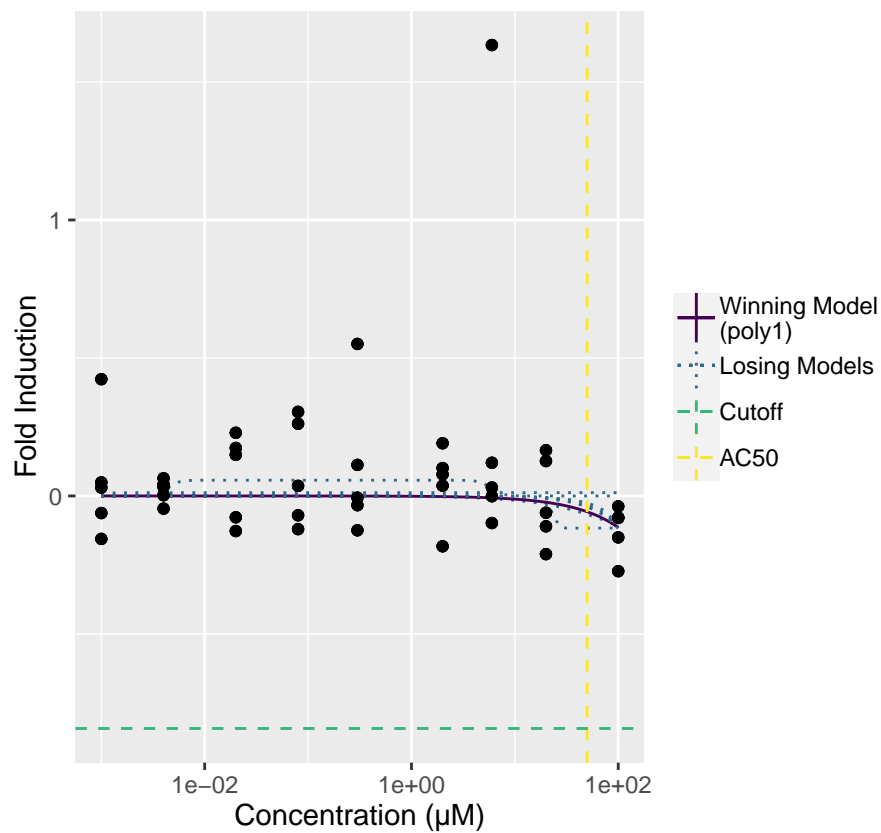 1
0
Fold Induction
1e−02
1e+00
1e+02
Concentration (μM)
Winning Model
(poly1)
Losing Models
Cutoff
AC50